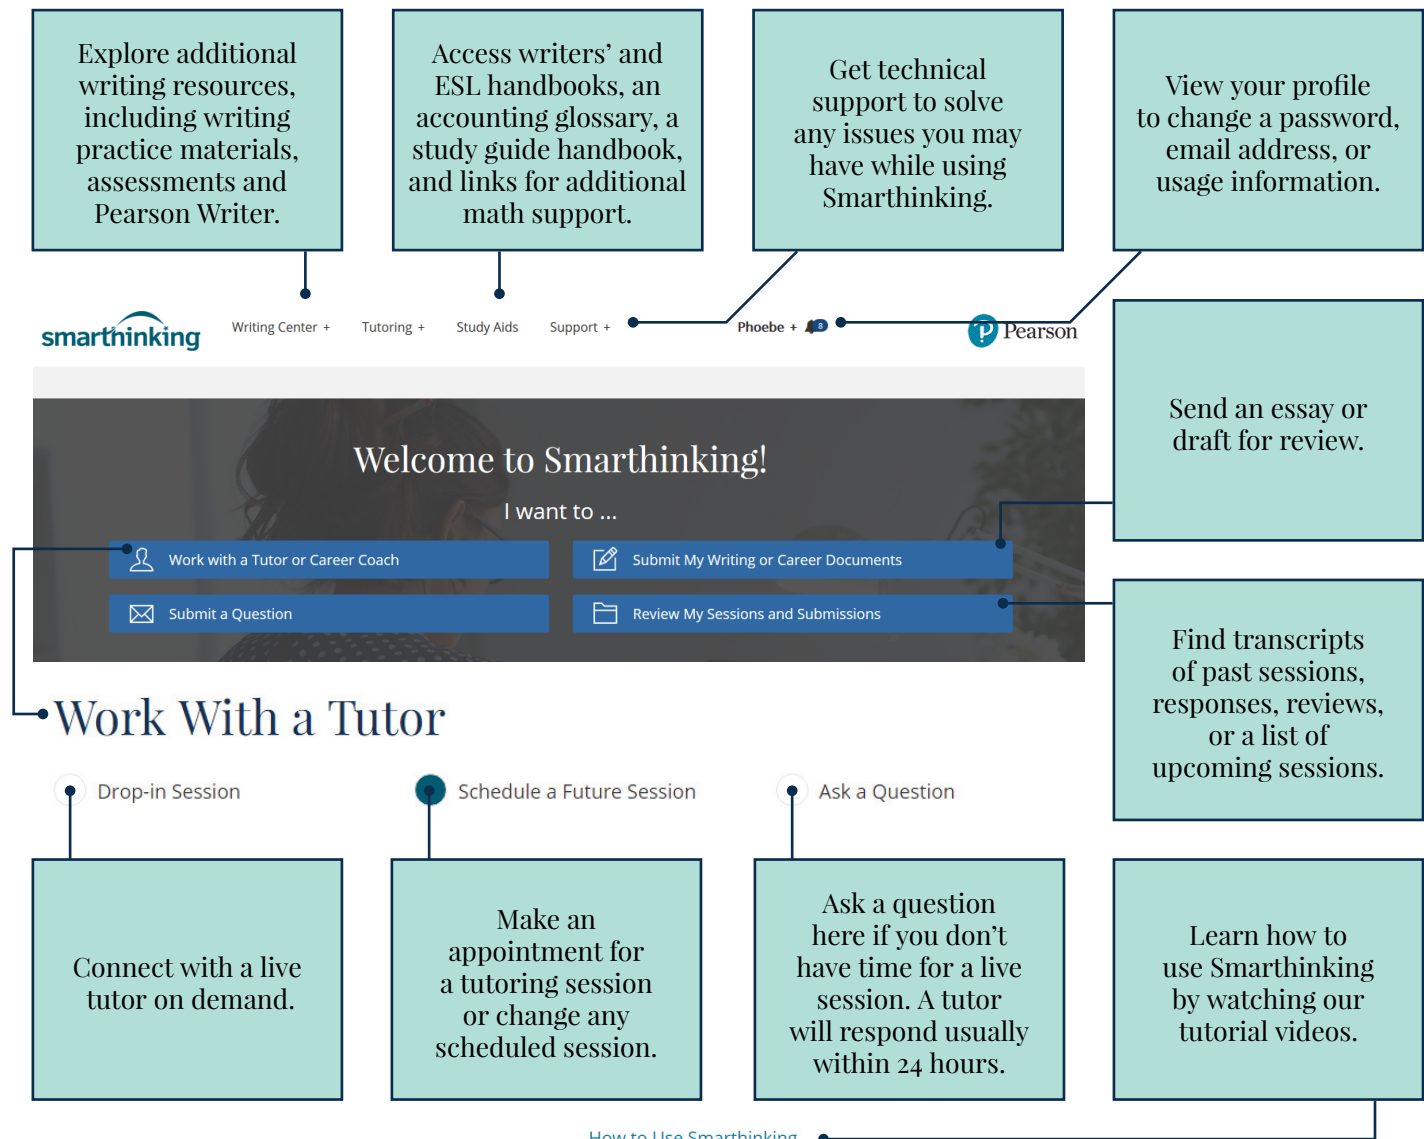 Explore additional
writing resources,
including writing
practice materials,
assessments and
Pearson Writer.
Access writers’ and
ESL handbooks, an
accounting glossary, a
study guide handbook,
and links for additional
math support.
Get technical
support to solve
any issues you may
have while using
Smarthinking.
View your profile
to change a password,
email address, or
usage information.
smarthinking
Writing Center +
Tutoring +
Study Aids
Support +
Phoebe +
8
Pearson
Send an essay or
draft for review.
Welcome to Smarthinking!
I want to ...
Work with a Tutor or Career Coach
Submit My Writing or Career Documents
Submit a Question
Review My Sessions and Submissions
Find transcripts
of past sessions,
responses, reviews,
or a list of
upcoming sessions.
Work With a Tutor
Drop-in Session
Schedule a Future Session
Ask a Question
Connect with a live
tutor on demand.
Make an
appointment for
a tutoring session
or change any
scheduled session.
Ask a question
here if you don’t
have time for a live
session. A tutor
will respond usually
within 24 hours.
Learn how to
use Smarthinking
by watching our
tutorial videos.
How to Use Smarthinking